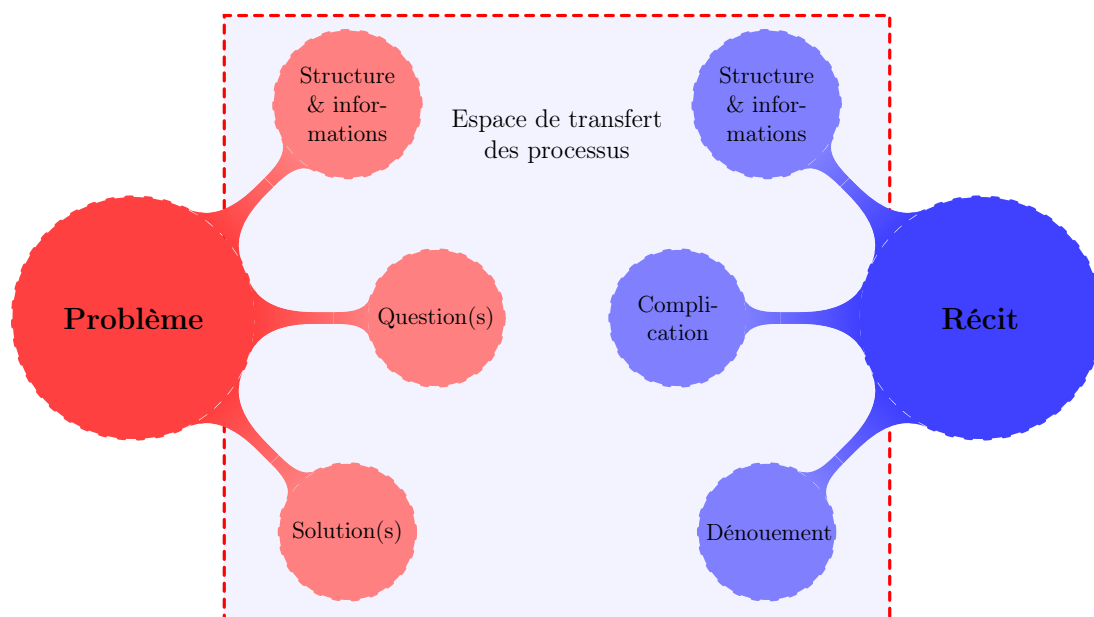 Structure
& infor-
mations
Structure
& infor-
mations
Espace de transfert
des processus
Problème
Question(s)
Compli-
cation
Récit
Solution(s)
Dénouement